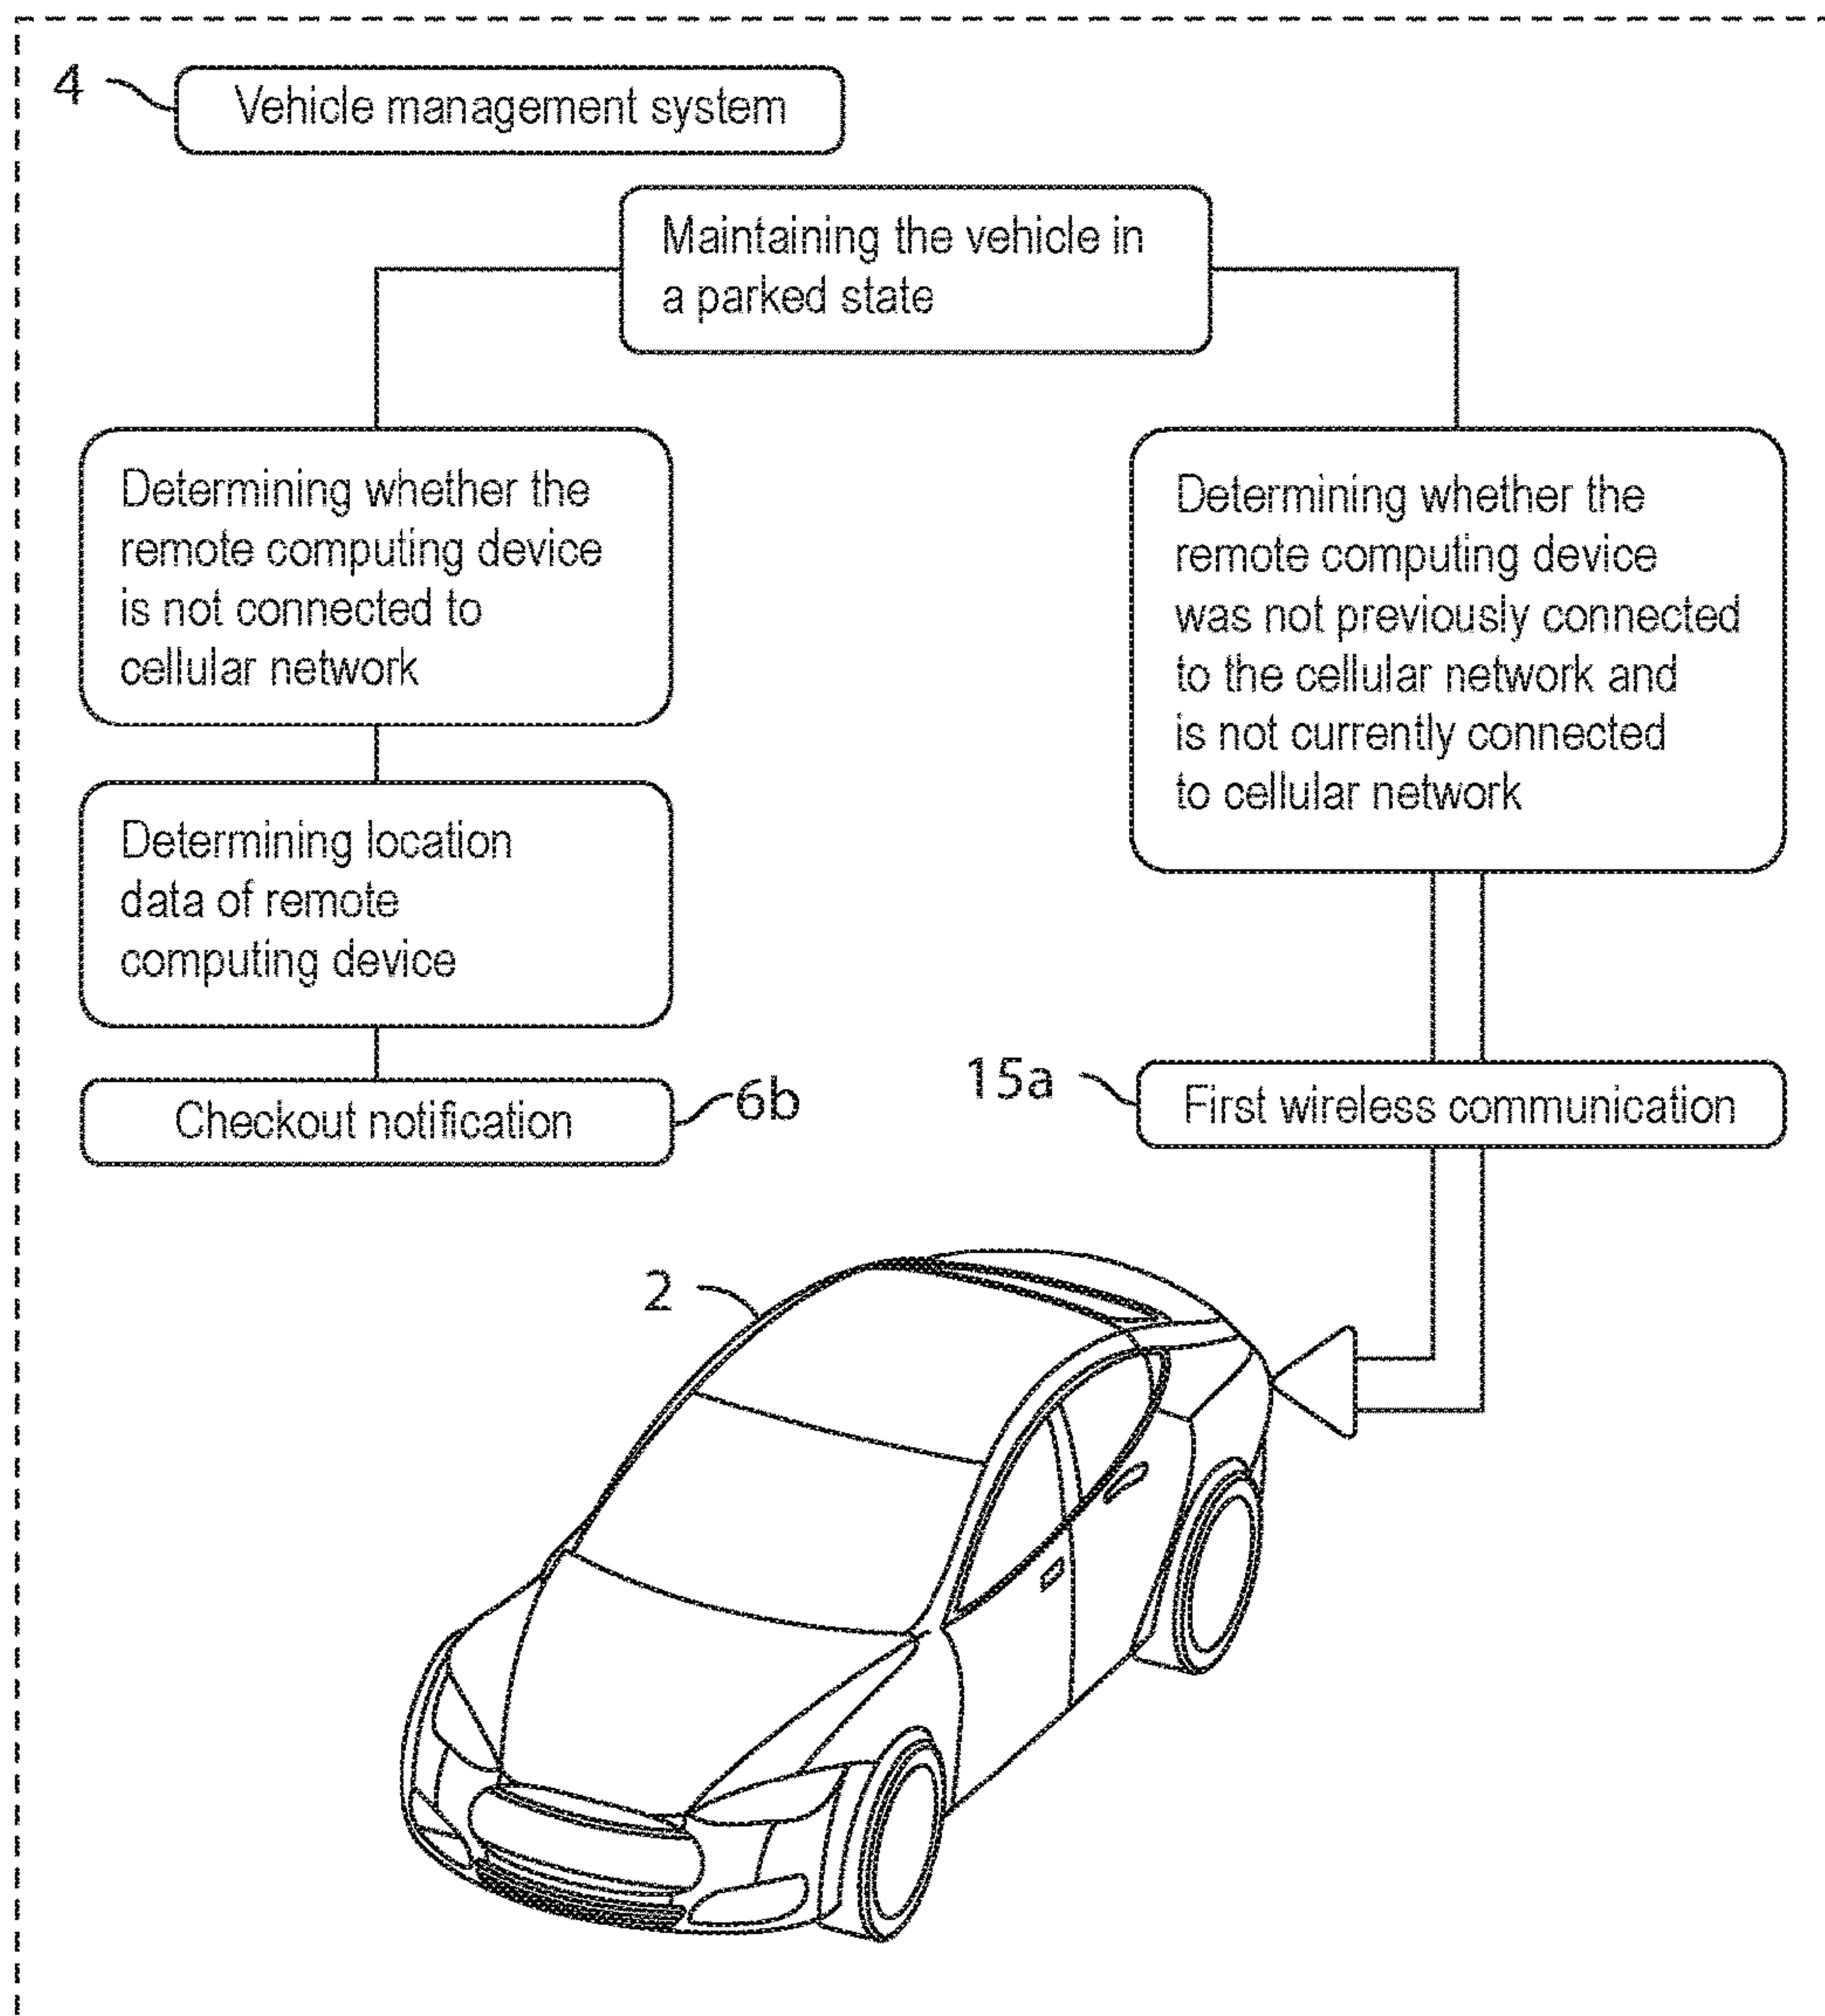 4
Vehicle management system
Maintaining the vehicle in
a parked state
Determining whether the
remote computing device
is not connected to
cellular network
Determining whether the
remote computing device
was not previously connected
to the cellular network and
is not currently connected
to cellular network
Determining location
data of remote
computing device
Checkout notification
6b
15a
First wireless communication
2